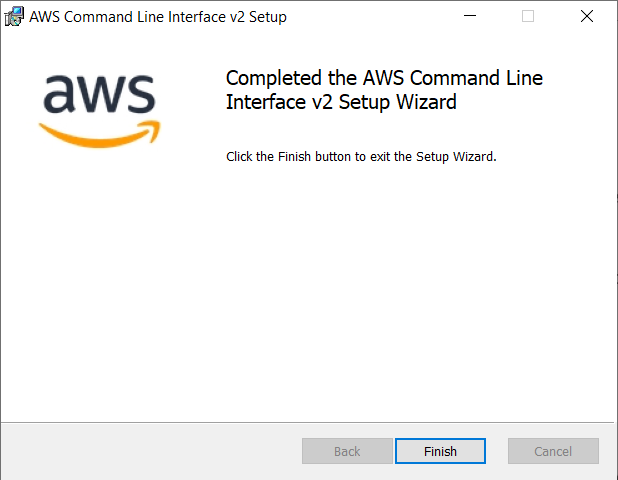 AWS Command Line Interface v2 Setup
aws
Completed the AWS Command Line
Interface v2 Setup Wizard
Click the Finish button to exit the Setup Wizard.
Back
Finish
Cancel